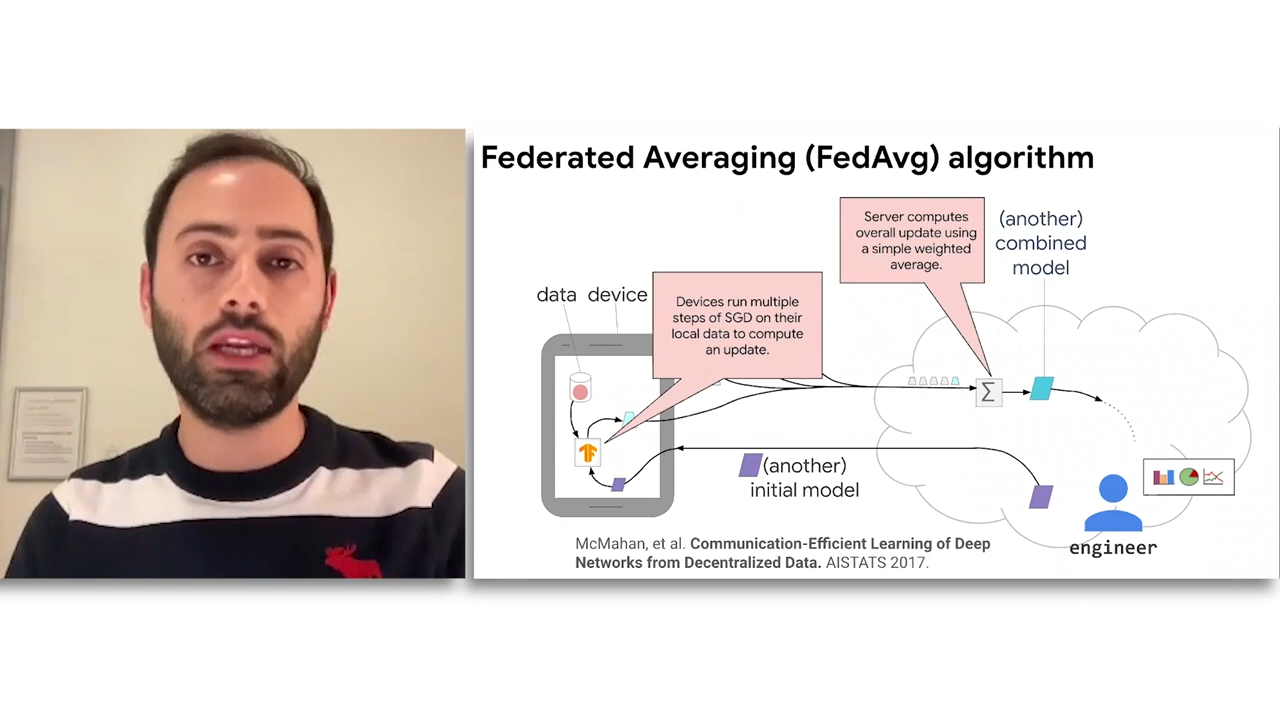 Federated Averaging (FedAvg) algorithm
Server computes
overall update using
a simple weighted
average.
(another)
combined
model
data device
Devices run multiple
steps of SGD on their
local data to compute
an update.
Σ
(another)
initial model
engineer
McMahan, et al. Communication-Efficient Learning of Deep
Networks from Decentralized Data. AISTATS 2017.